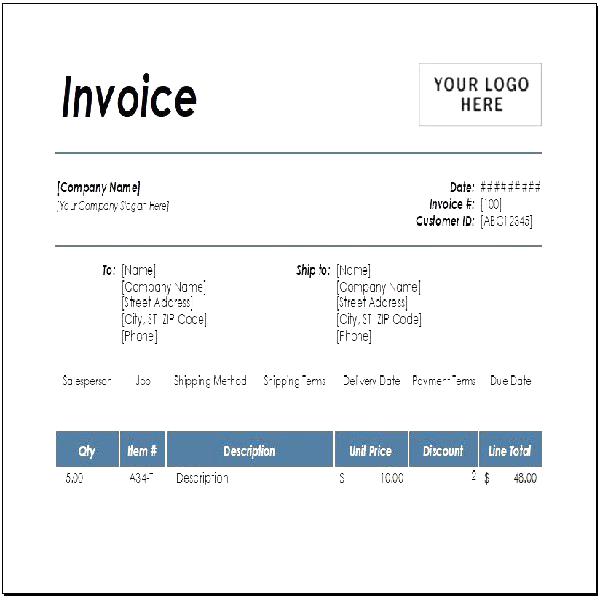 Invoice
YOUR LOGO
HERE
[Company Name]
[Your Company Slogan Here]
Date: #########
Invoice #: [100]
Customer ID: [ABC12345]
To: [Name]
[Company Name]
[Street Address]
[City, ST ZIP Code]
[Phone]
Ship to: [Name]
[Company Name]
[Street Address]
[City, ST ZIP Code]
[Phone]
Salesperson Job Shipping Method Shipping Terms Delivery Date Payment Terms Due Date
Qty Item # Description Unit Price Discount Line Total
5.00 Description $ 10.00 2 $ 48.00